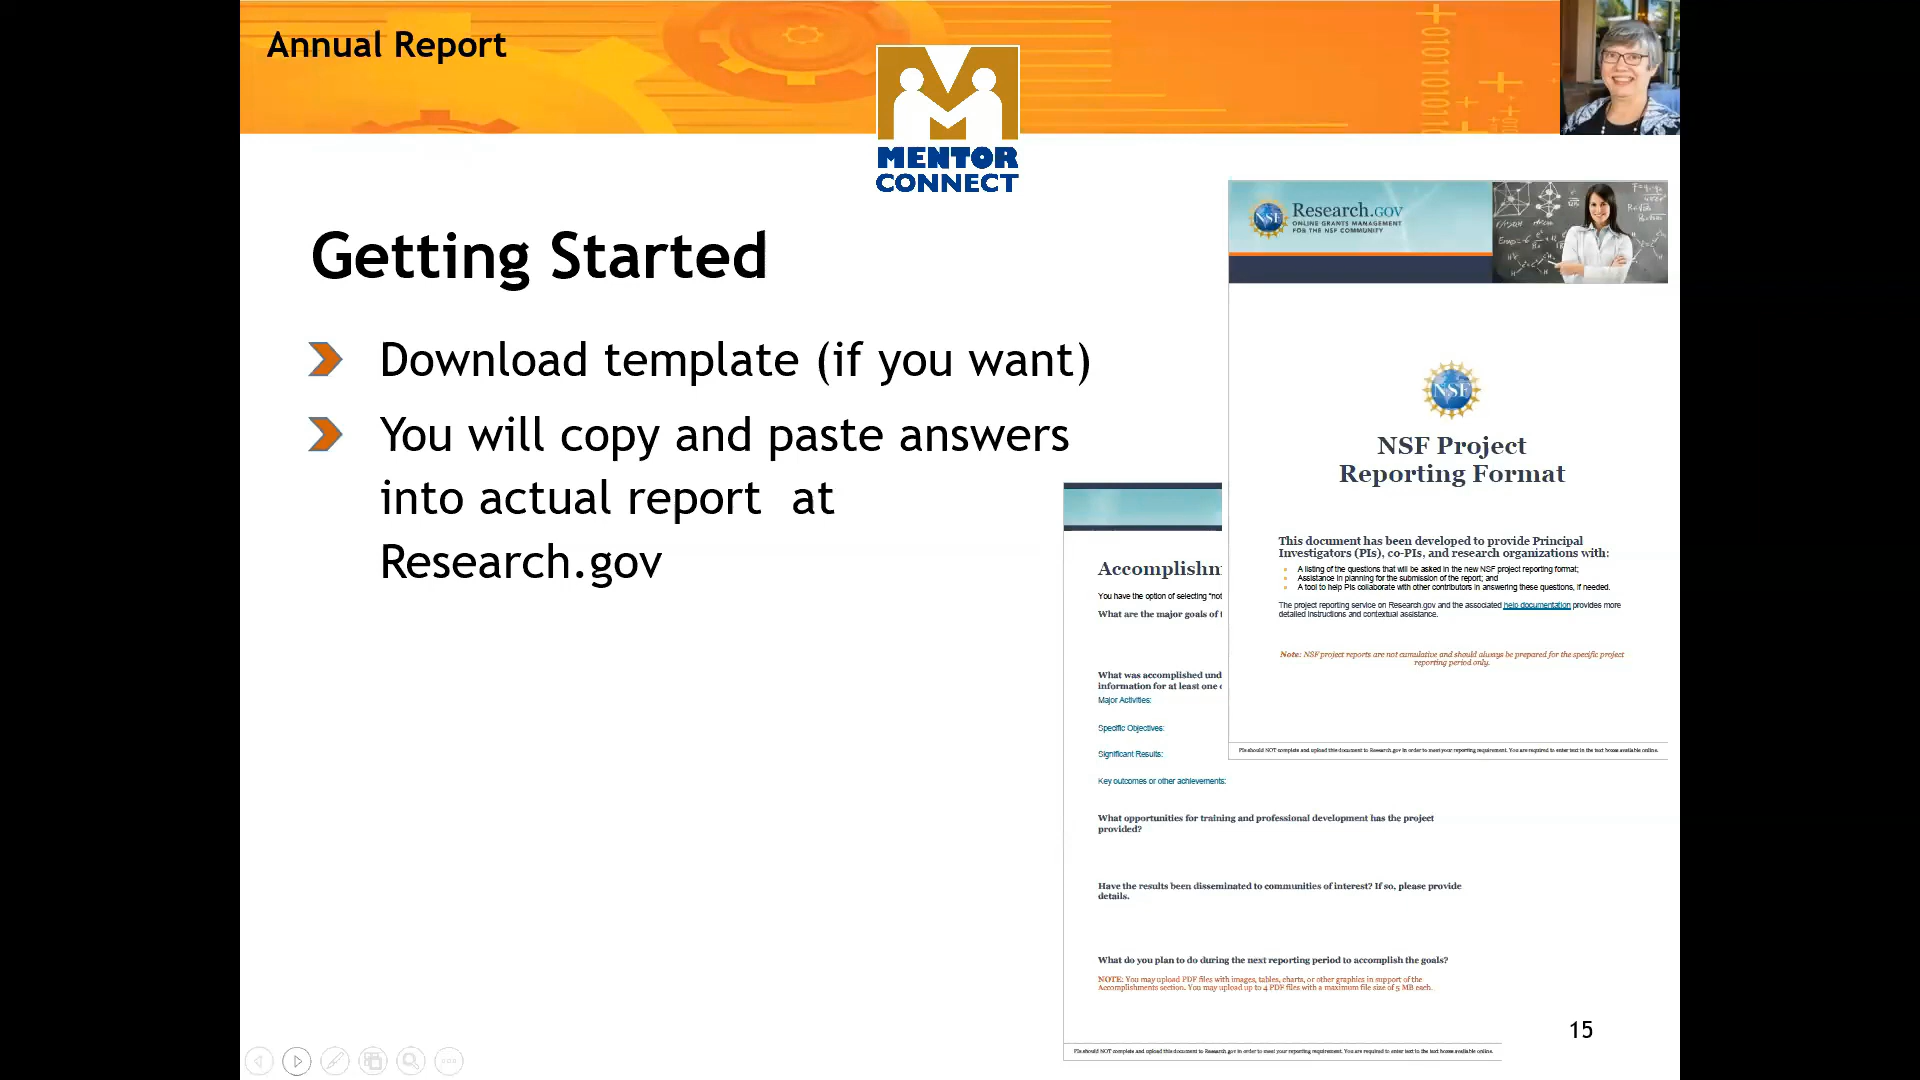 Annual Report
MENTOR
CONNECT
Getting Started
Download template (if you want)
You will copy and paste answers
into actual report  at
Research.gov
NSF
Research.gov
ONLINE GRANTS MANAGEMENT
FOR THE NSF COMMUNITY
NSF
NSF Project
Reporting Format
This document has been developed to provide Principal
Investigators (PIs), co-PIs, and research organizations with:
A listing of the questions that will be asked in the new NSF project reporting format;
Assistance in planning for the submission of the report; and
A tool to help PIs collaborate with other contributors in answering these questions, if needed.
The project reporting service on Research.gov and the associated help documentation provides more
detailed instructions and contextual assistance.
Note: NSF project reports are not cumulative and should always be prepared for the specific project
reporting period only.
PIs should NOT complete and upload this document to Research.gov in order to meet your reporting requirement. You are required to enter text in the text boxes available online.
Accomplishm
You have the option of selecting "not
What are the major goals of t
What was accomplished und
information for at least one o
Major Activities:
Specific Objectives:
Significant Results:
Key outcomes or other achievements:
What opportunities for training and professional development has the project
provided?
Have the results been disseminated to communities of interest? If so, please provide
details.
What do you plan to do during the next reporting period to accomplish the goals?
NOTE: You may upload PDF files with images, tables, charts, or other graphics in support of the
Accomplishments section. You may upload up to 4 PDF files with a maximum file size of 5 MB each.
PIs should NOT complete and upload this document to Research.gov in order to meet your reporting requirement. You are required to enter text in the text boxes available online.
15